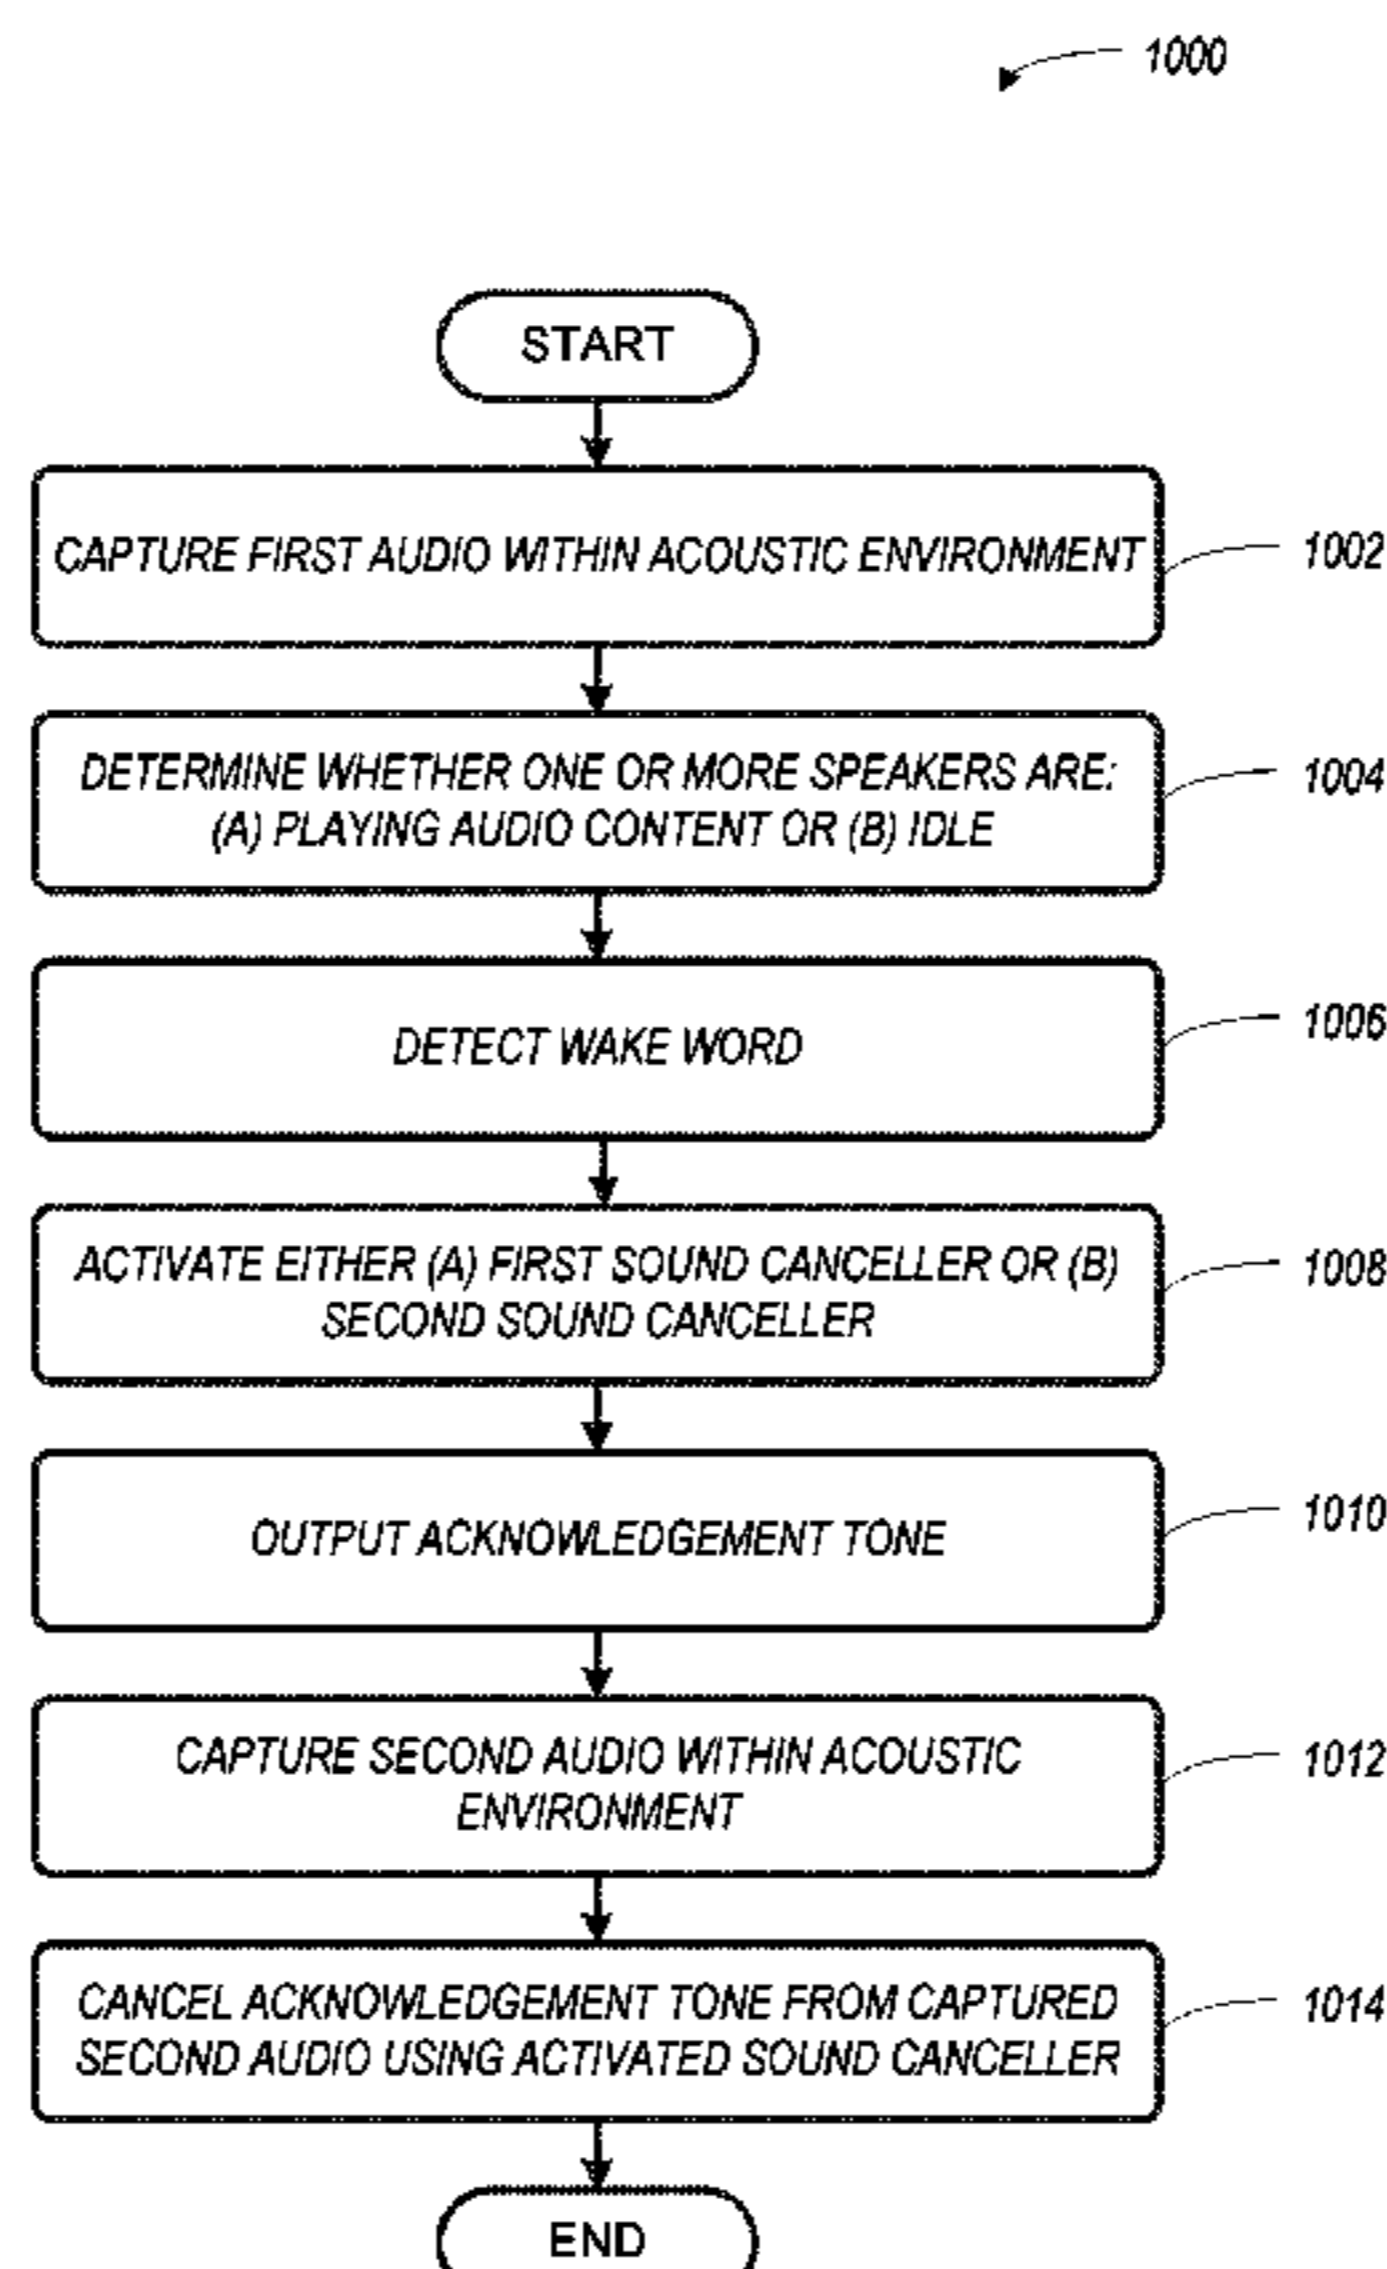 1000
START
CAPTURE FIRST AUDIO WITHIN ACOUSTIC ENVIRONMENT
1002
DETERMINE WHETHER ONE OR MORE SPEAKERS ARE:
(A) PLAYING AUDIO CONTENT OR (B) IDLE
1004
DETECT WAKE WORD
1006
ACTIVATE EITHER (A) FIRST SOUND CANCELLER OR (B)
SECOND SOUND CANCELLER
1008
OUTPUT ACKNOWLEDGEMENT TONE
1010
CAPTURE SECOND AUDIO WITHIN ACOUSTIC
ENVIRONMENT
1012
CANCEL ACKNOWLEDGEMENT TONE FROM CAPTURED
SECOND AUDIO USING ACTIVATED SOUND CANCELLER
1014
END